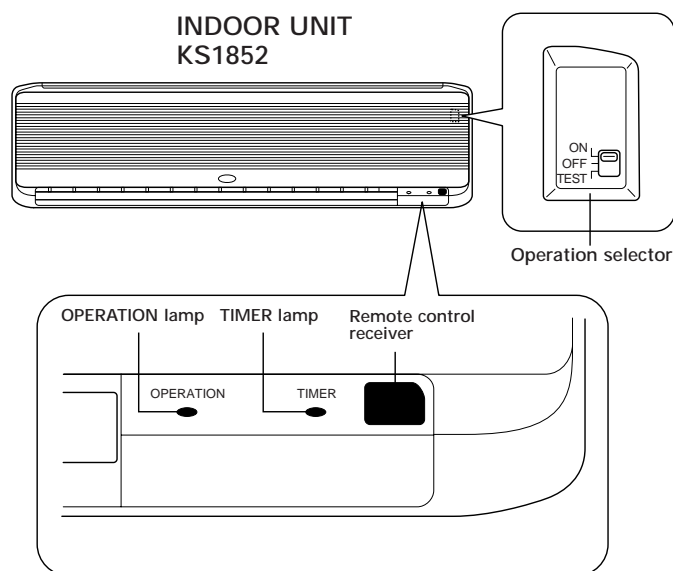 INDOOR UNIT
KS1852
ON
OFF
TEST
Operation selector
OPERATION lamp
TIMER lamp
Remote control
receiver
OPERATION
TIMER